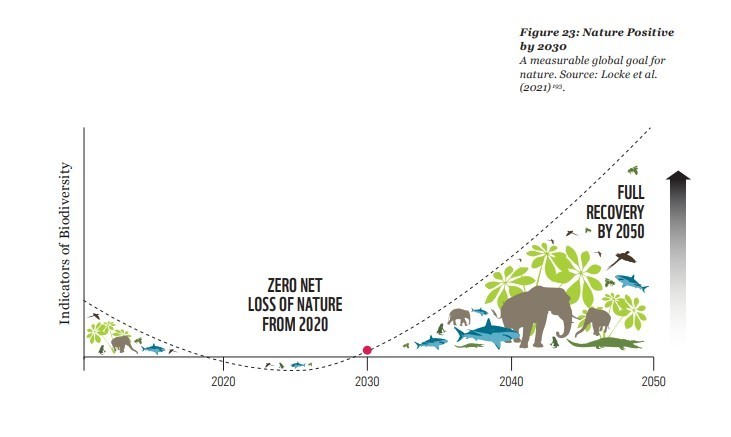 Figure 23: Nature Positive
by 2030
A measurable global goal for
nature. Source: Locke et al.
(2021) 193.
Indicators of Biodiversity
ZERO NET
LOSS OF NATURE
FROM 2020
FULL
RECOVERY
BY 2050
2020
2030
2040
2050